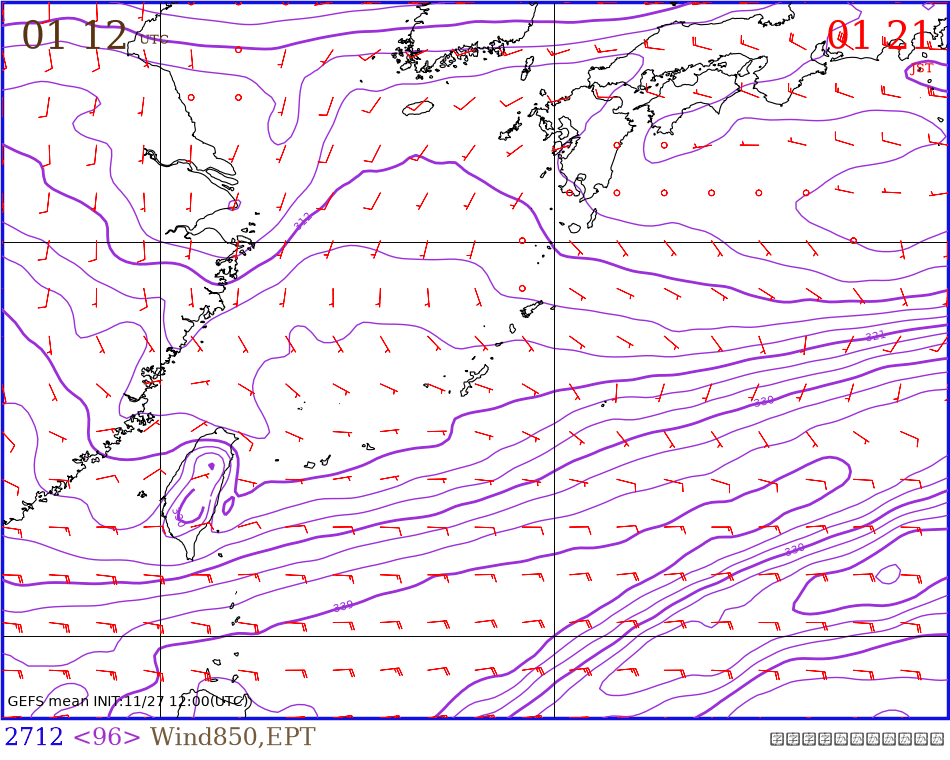 01 12 UTC
01 21 JST
312
321
330
330
330
GEFS mean INIT:11/27 12:00(UTC)
2712 <96> Wind850,EPT